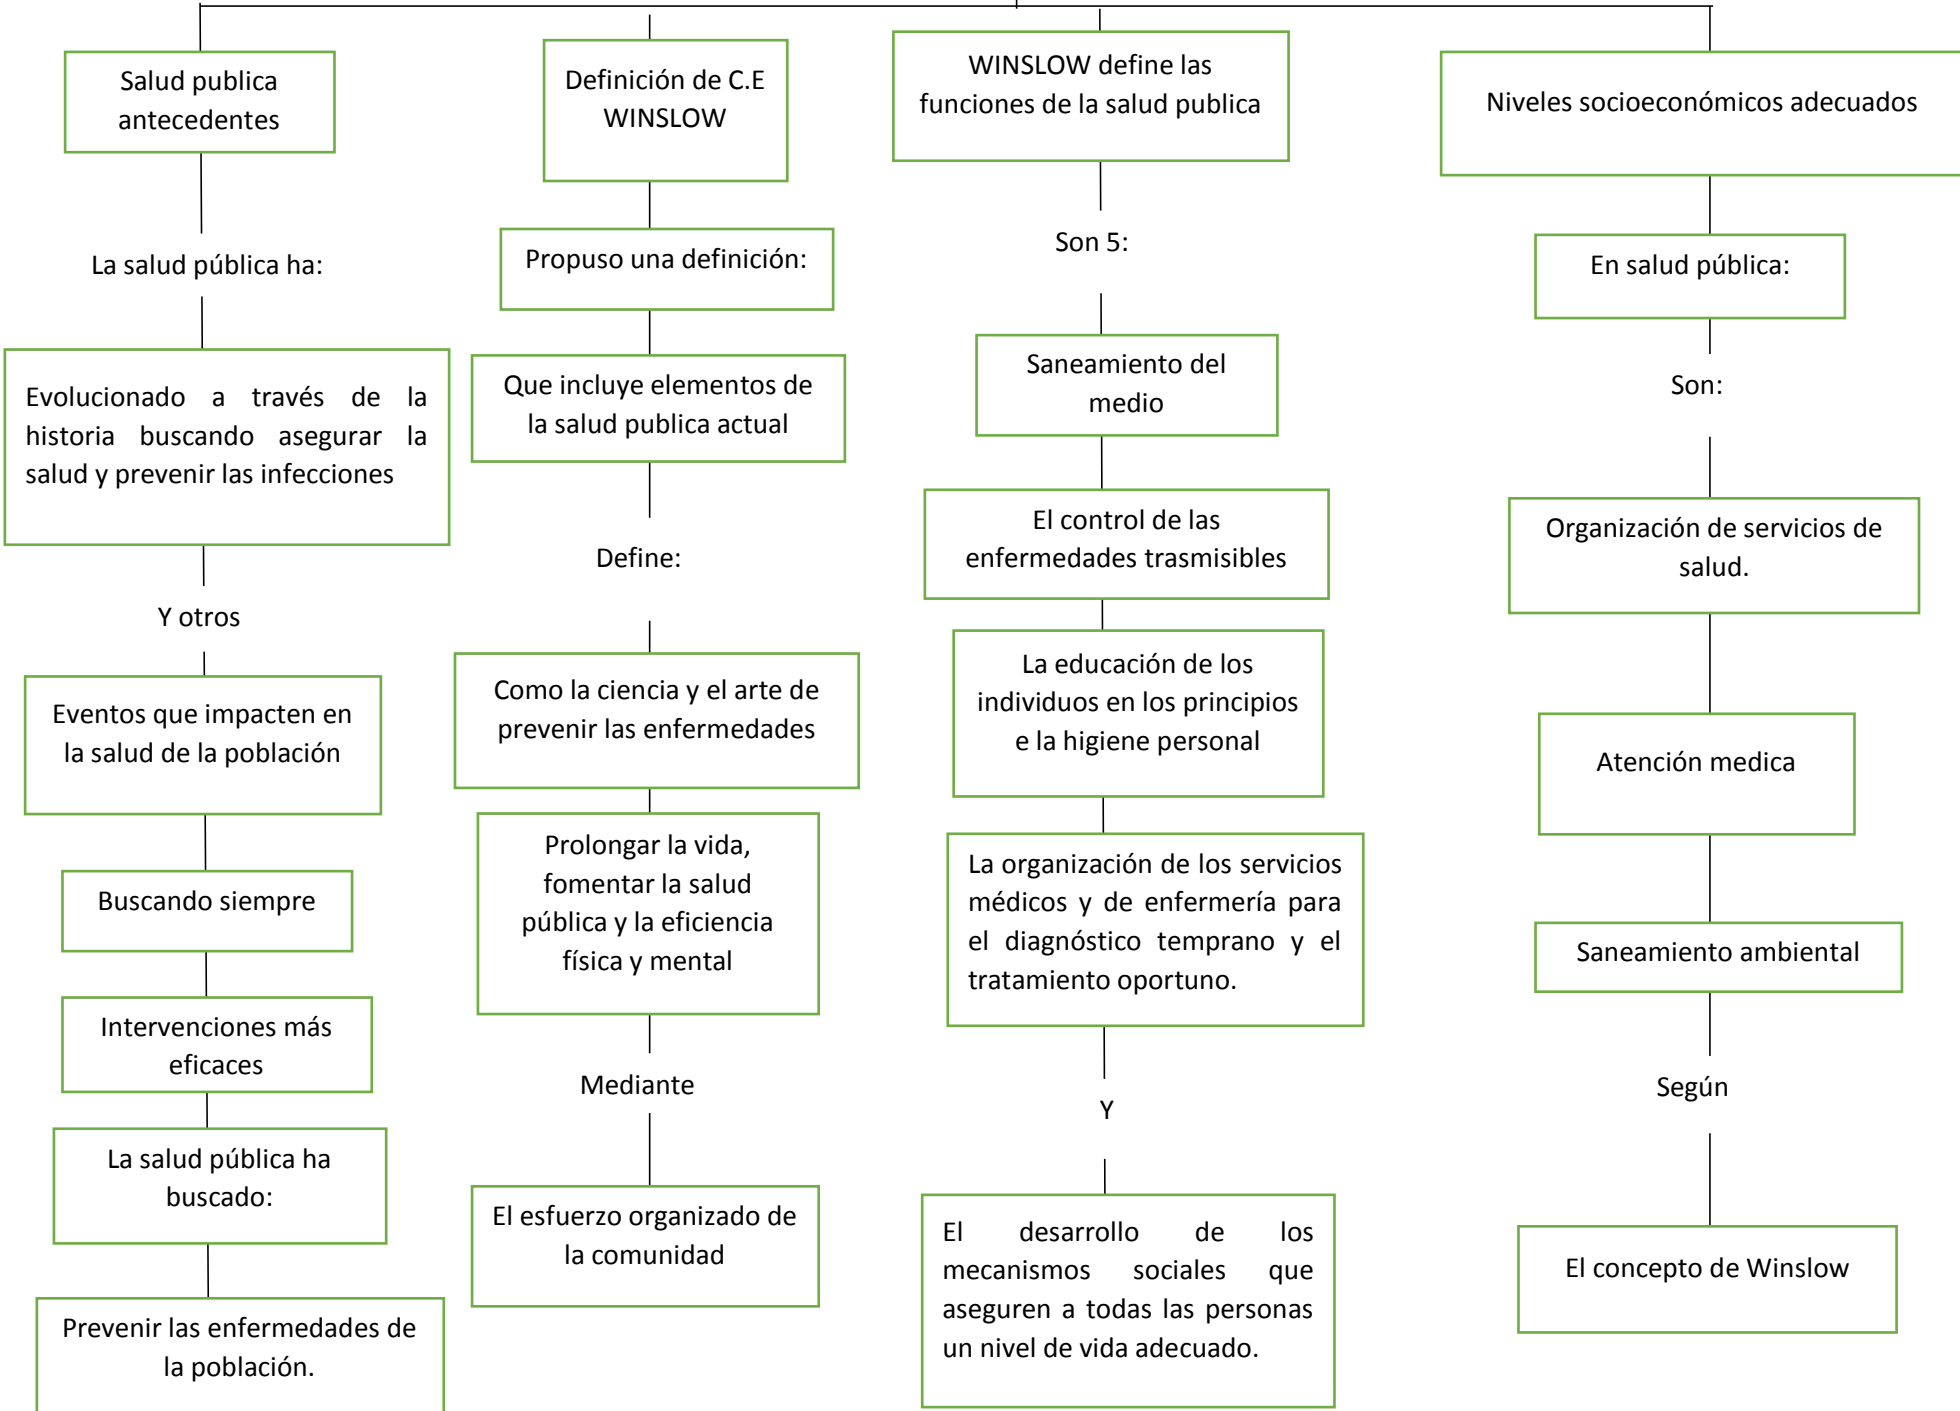 Salud publica
antecedentes
La salud pública ha:
Evolucionado a través de la
historia buscando asegurar la
salud y prevenir las infecciones
Y otros
Eventos que impacten en
la salud de la población
Buscando siempre
Intervenciones más
eficaces
La salud pública ha
buscado:
Prevenir las enfermedades de
la población.
Definición de C.E
WINSLOW
Propuso una definición:
Que incluye elementos de
la salud publica actual
Define:
Como la ciencia y el arte de
prevenir las enfermedades
Prolongar la vida,
fomentar la salud
pública y la eficiencia
física y mental
Mediante
El esfuerzo organizado de
la comunidad
WINSLOW define las
funciones de la salud publica
Son 5:
Saneamiento del
medio
El control de las
enfermedades trasmisibles
La educación de los
individuos en los principios
e la higiene personal
La organización de los servicios
médicos y de enfermería para
el diagnóstico temprano y el
tratamiento oportuno.
Y
El desarrollo de los
mecanismos sociales que
aseguren a todas las personas
un nivel de vida adecuado.
Niveles socioeconómicos adecuados
En salud pública:
Son:
Organización de servicios de
salud.
Atención medica
Saneamiento ambiental
Según
El concepto de Winslow